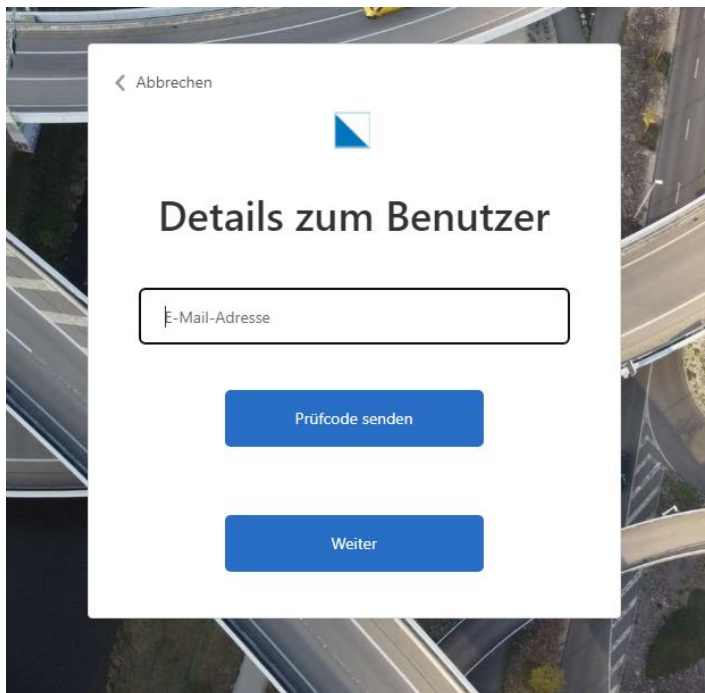 Abbrechen
Details zum Benutzer
E-Mail-Adresse
Prüfcode senden
Weiter